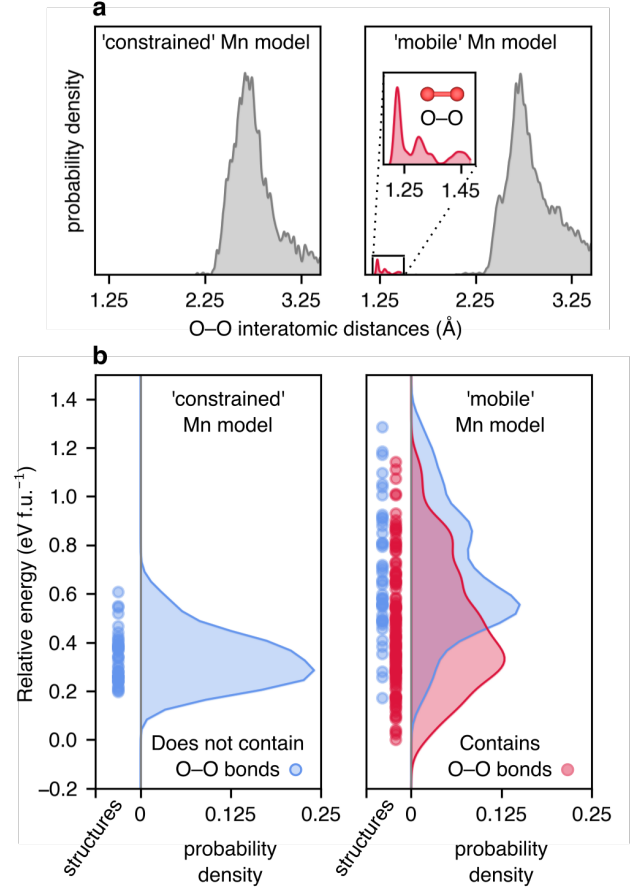 a
'constrained' Mn model
'mobile' Mn model
probability density
O–O
1.25
1.45
1.25
2.25
3.25
1.25
2.25
3.25
O–O interatomic distances (Å)
b
'constrained'
Mn model
'mobile'
Mn model
Relative energy (eV f.u.⁻¹)
1.4
1.2
1.0
0.8
0.6
0.4
0.2
0.0
−0.2
Does not contain
O–O bonds
Contains
O–O bonds
structures
0
0.125
0.25
structures
0
0.125
0.25
probability
density
probability
density